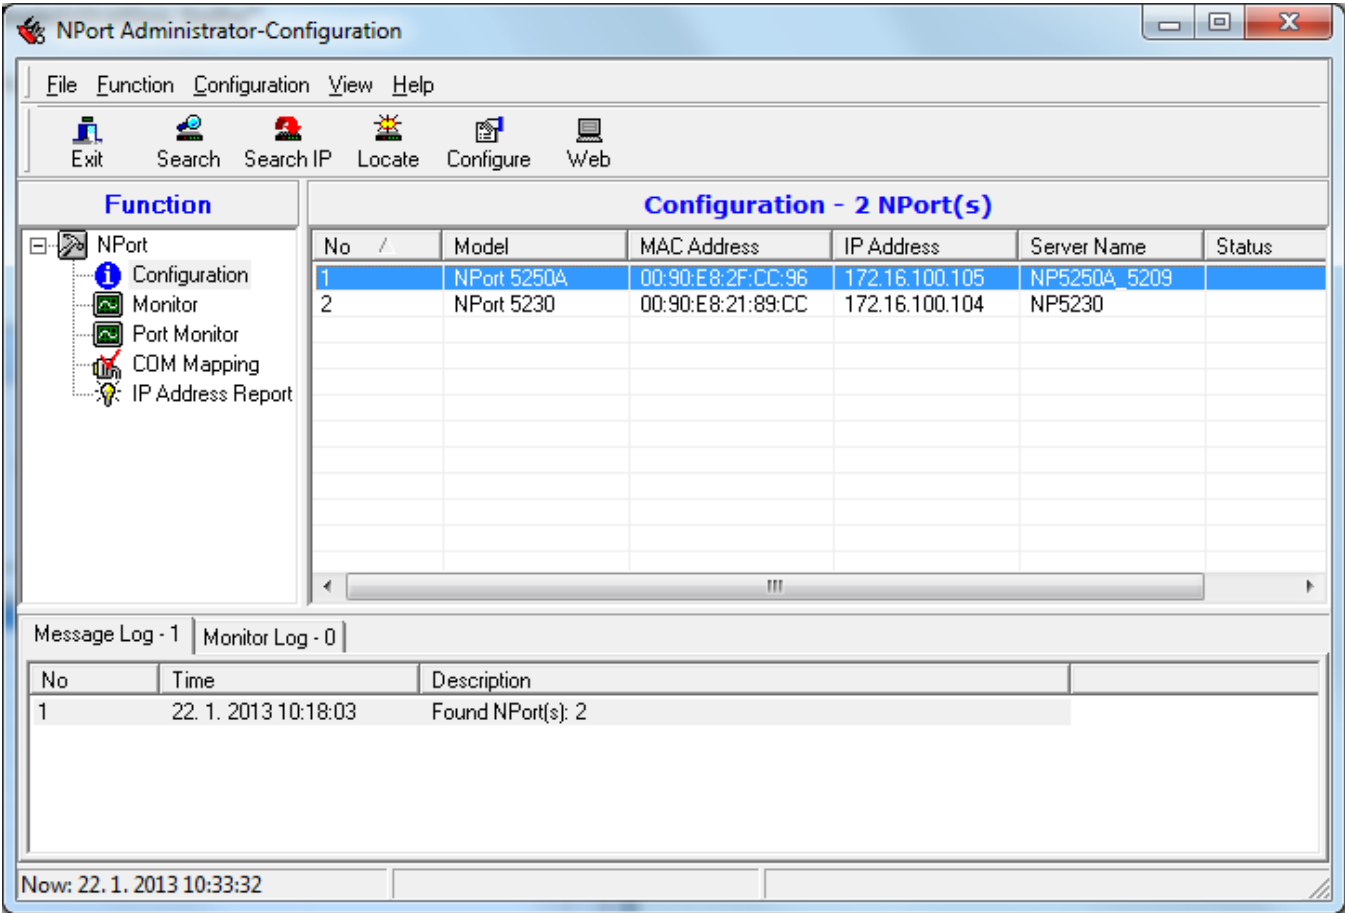 NPort Administrator-Configuration
File Function Configuration View Help
Exit Search Search IP Locate Configure Web
Function
Configuration - 2 NPort(s)
NPort
Configuration
Monitor
Port Monitor
COM Mapping
IP Address Report
No Model MAC Address IP Address Server Name Status
1 NPort 5250A 00:90:E8:2F:CC:96 172.16.100.105 NP5250A_5209
2 NPort 5230 00:90:E8:21:89:CC 172.16.100.104 NP5230
Message Log - 1 Monitor Log - 0
No Time Description
1 22. 1. 2013 10:18:03 Found NPort(s): 2
Now: 22. 1. 2013 10:33:32